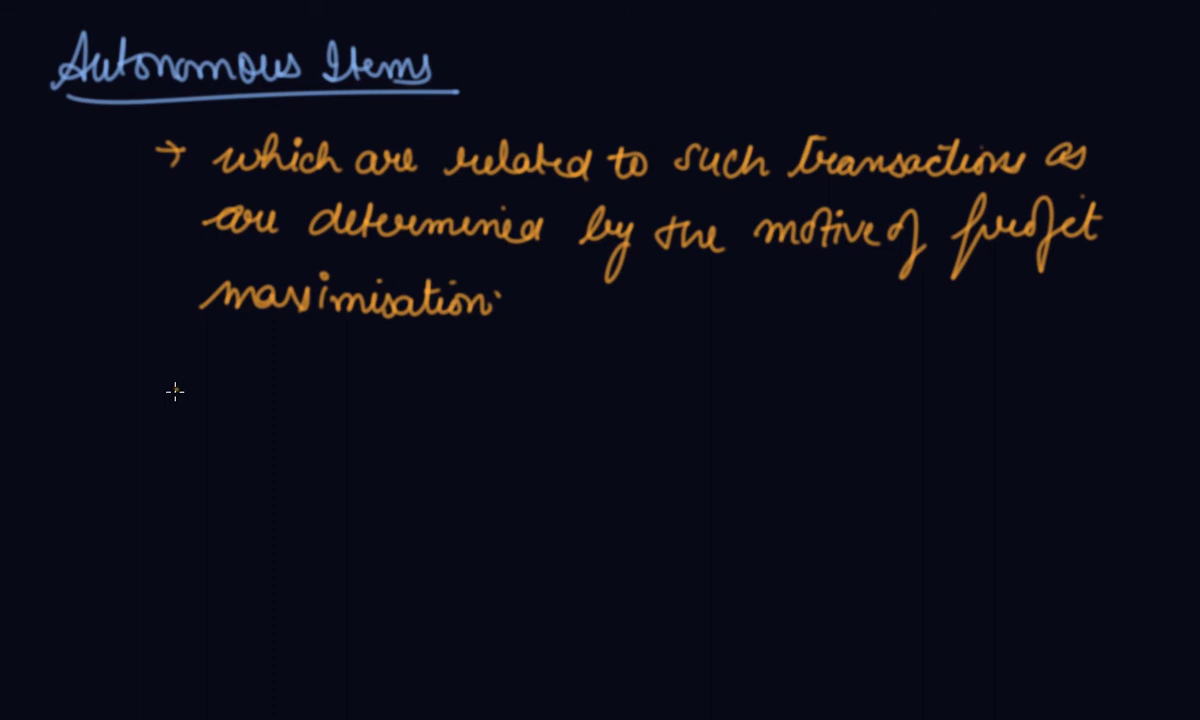 Autonomous Items
→ which are related to such transactions as
are determined by the motive of profit
maximisation.